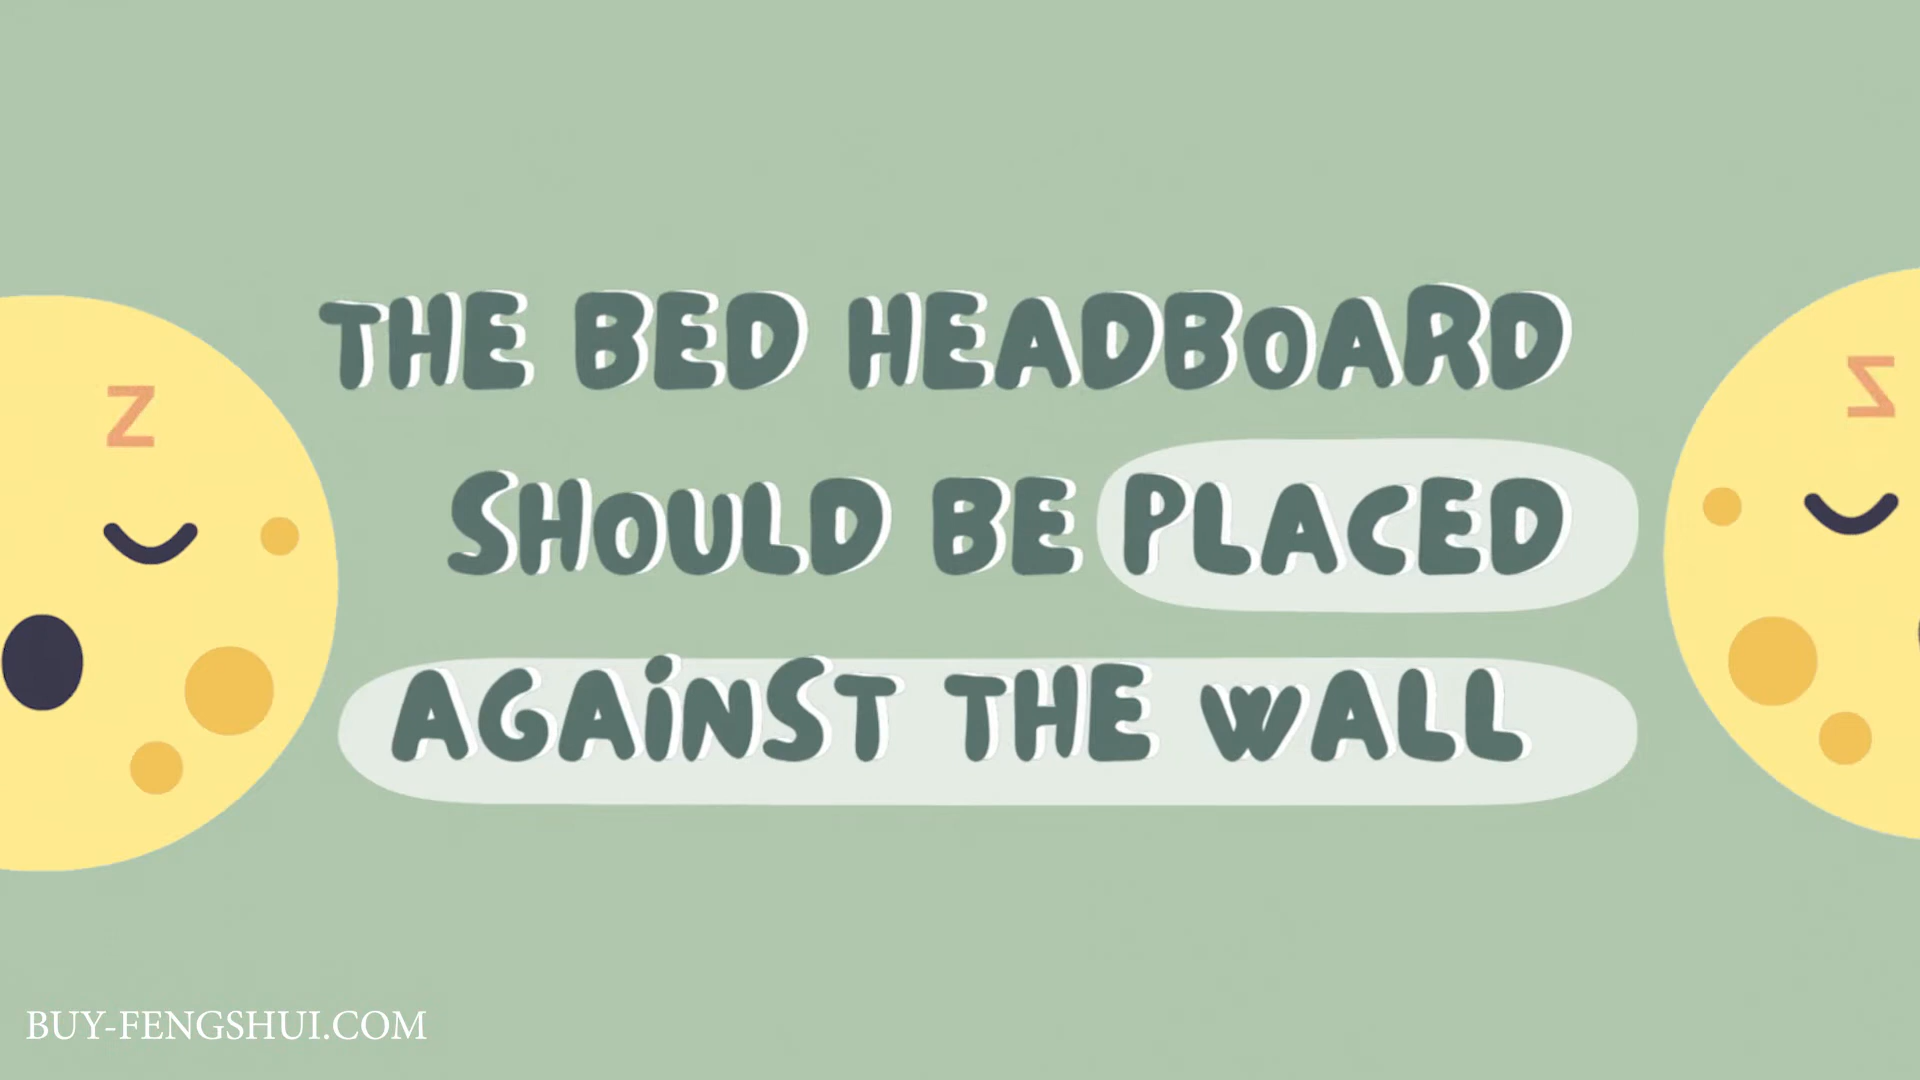 THE BED HEADBOARD
SHOULD BE PLACED
AGAINST THE WALL
Z
Z
BUY-FENGSHUI.COM